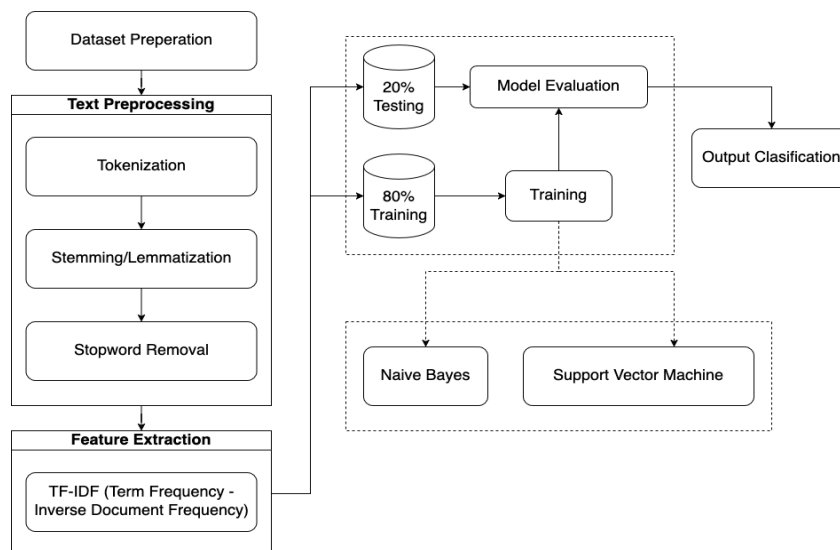 Dataset Preperation
Text Preprocessing
Tokenization
Stemming/Lemmatization
Stopword Removal
Feature Extraction
TF-IDF (Term Frequency -
Inverse Document Frequency)
20%
Testing
Model Evaluation
80%
Training
Training
Output Clasification
Naive Bayes
Support Vector Machine